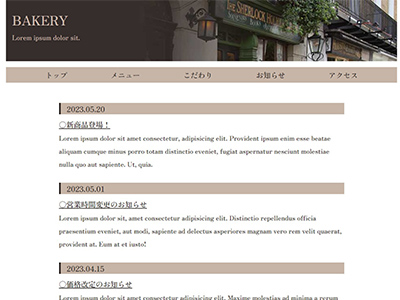 BAKERY
Lorem ipsum dolor sit.
THE SHERLOCK HOLMES
トップ メニュー こだわり お知らせ アクセス
2023.05.20
〇新商品登場！
Lorem ipsum dolor sit amet consectetur, adipisicing elit. Provident ipsum enim esse beatae
aliquam cumque minus porro totam distinctio eveniet, fugiat aspernatur nesciunt molestiae
nulla quo aut sapiente. Ut, quia.
2023.05.01
〇営業時間変更のお知らせ
Lorem ipsum dolor sit, amet consectetur adipisicing elit. Distinctio repellendus officia
praesentium eveniet, aut modi, sapiente ad delectus asperiores magnam vero rem velit quaerat,
provident at. Eum at et iusto!
2023.04.15
〇価格改定のお知らせ
Lorem ipsum dolor sit amet consectetur adipisicing elit. Molestias ad minima a rerum